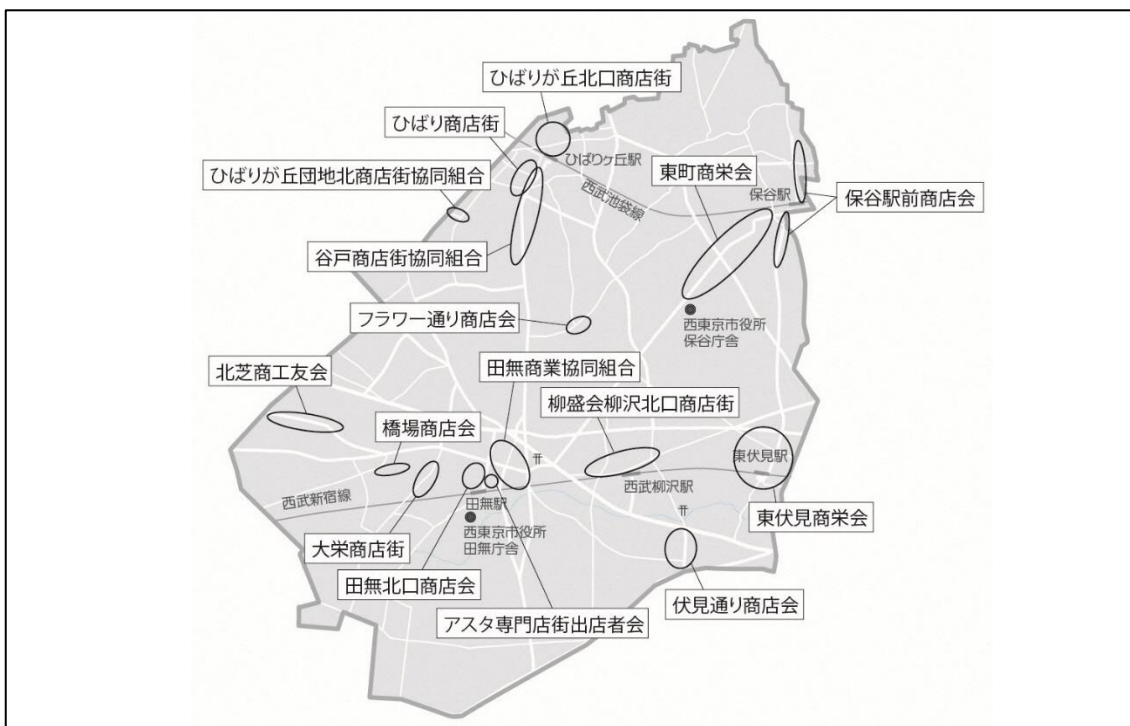 ひばりが丘北口商店街
ひばり商店街
ひばりヶ丘駅
東町商栄会
ひばりが丘団地北商店街協同組合
西武池袋線
保谷駅
保谷駅前商店会
谷戸商店街協同組合
フラワー通り商店会
西東京市役所
保谷庁舎
北芝商工友会
田無商業協同組合
柳盛会柳沢北口商店街
橋場商店会
東伏見駅
西武新宿線
田無駅
西武柳沢駅
東伏見商栄会
西東京市役所
田無庁舎
大栄商店街
田無北口商店会
伏見通り商店会
アスタ専門店街出店者会